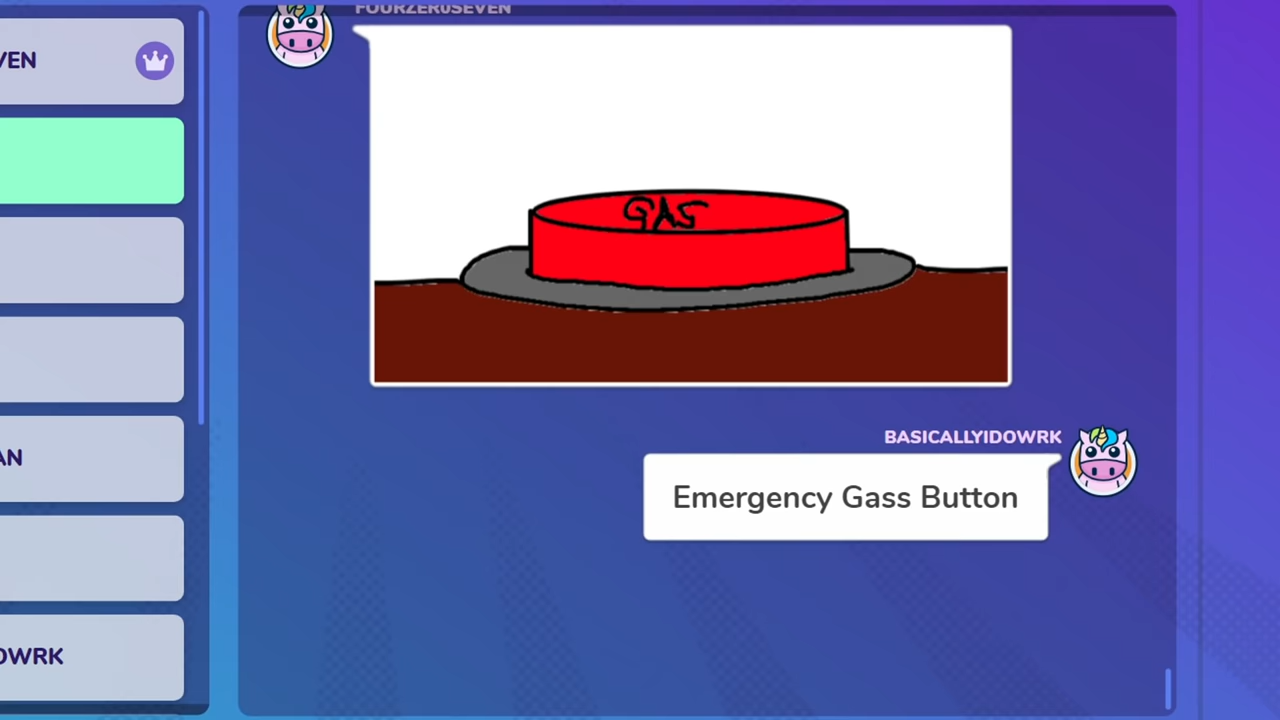 FOURZER0SEVEN
VEN
GAS
BASICALLYIDOWRK
Emergency Gass Button
AN
OWRK